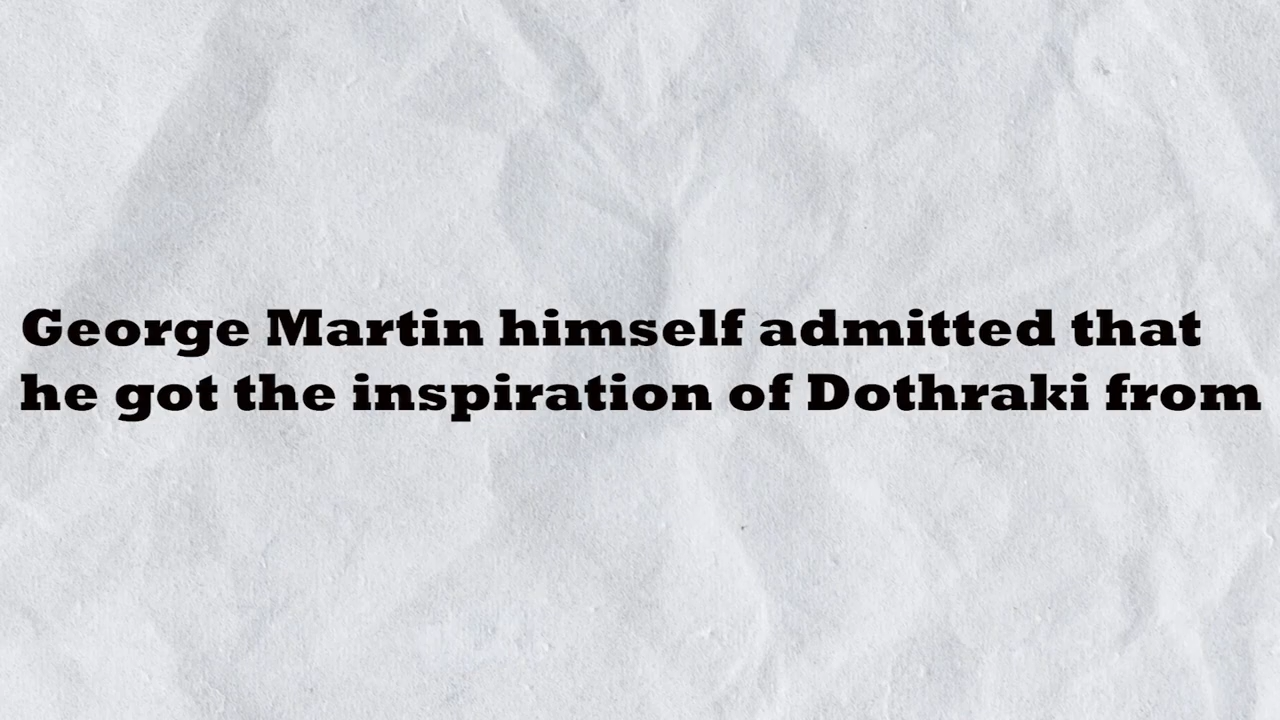 George Martin himself admitted that
he got the inspiration of Dothraki from